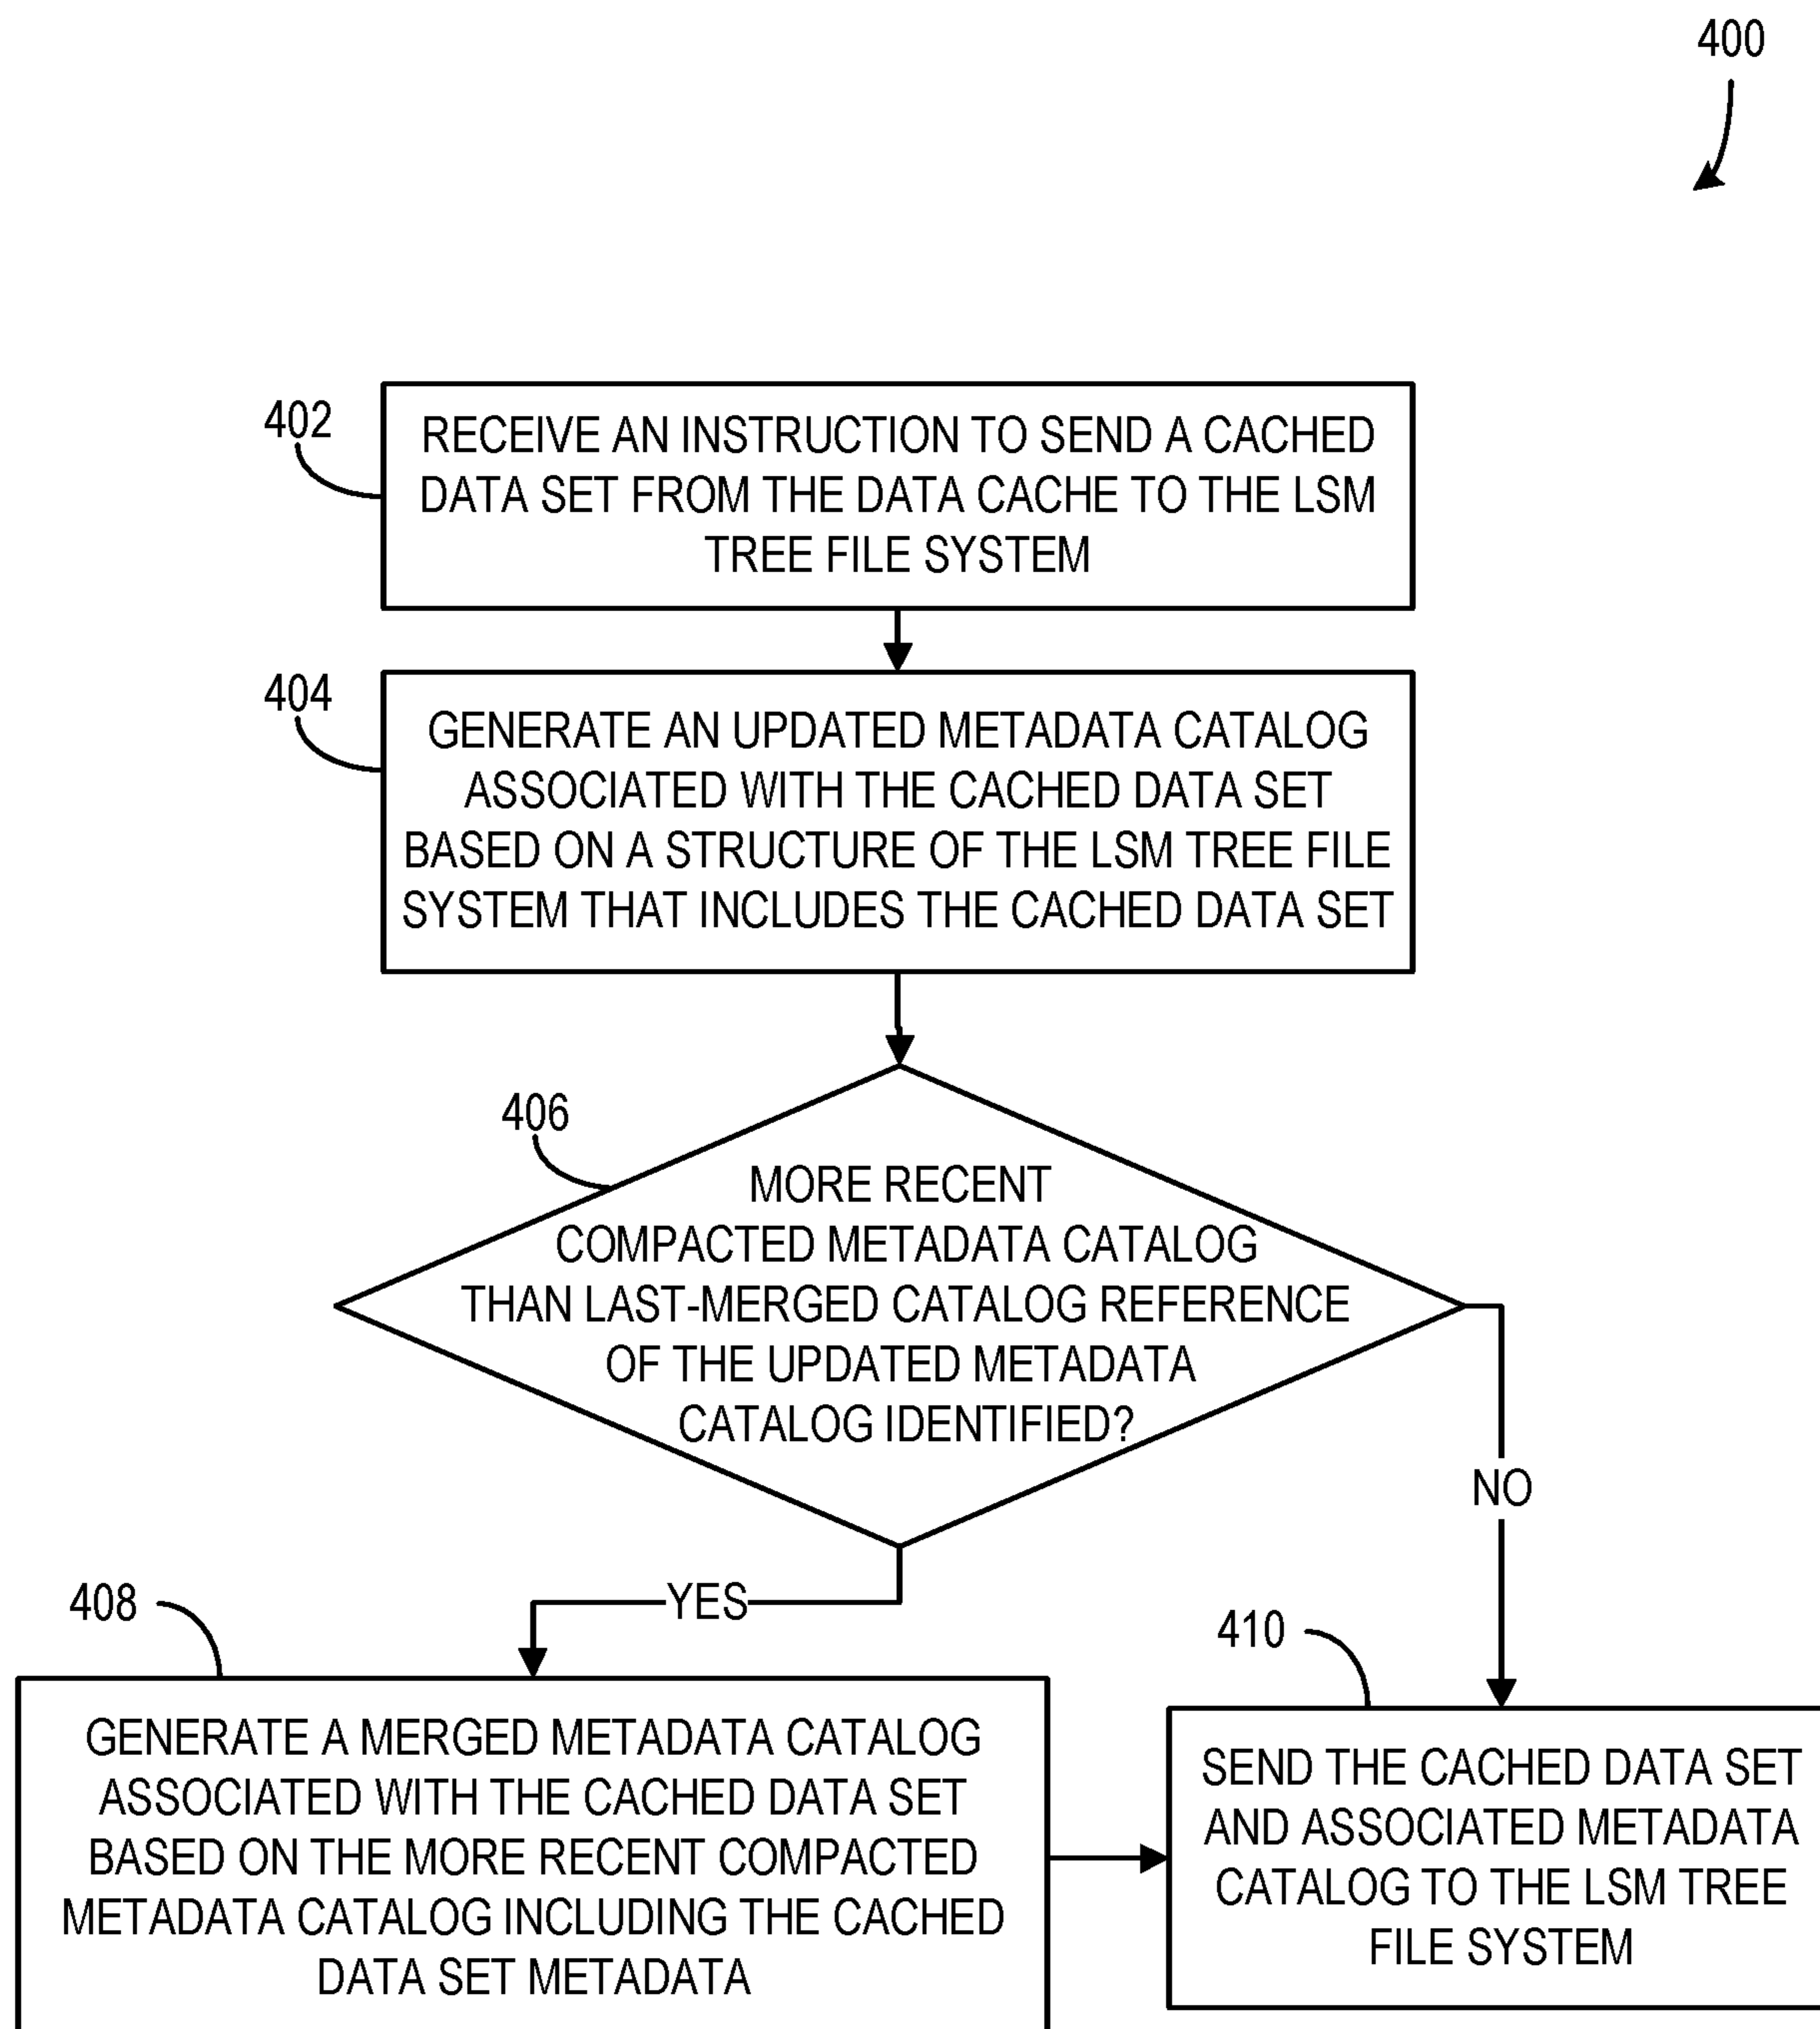 400
402
RECEIVE AN INSTRUCTION TO SEND A CACHED
DATA SET FROM THE DATA CACHE TO THE LSM
TREE FILE SYSTEM
404
GENERATE AN UPDATED METADATA CATALOG
ASSOCIATED WITH THE CACHED DATA SET
BASED ON A STRUCTURE OF THE LSM TREE FILE
SYSTEM THAT INCLUDES THE CACHED DATA SET
406
MORE RECENT
COMPACTED METADATA CATALOG
THAN LAST-MERGED CATALOG REFERENCE
OF THE UPDATED METADATA
CATALOG IDENTIFIED?
NO
YES
408
GENERATE A MERGED METADATA CATALOG
ASSOCIATED WITH THE CACHED DATA SET
BASED ON THE MORE RECENT COMPACTED
METADATA CATALOG INCLUDING THE CACHED
DATA SET METADATA
410
SEND THE CACHED DATA SET
AND ASSOCIATED METADATA
CATALOG TO THE LSM TREE
FILE SYSTEM